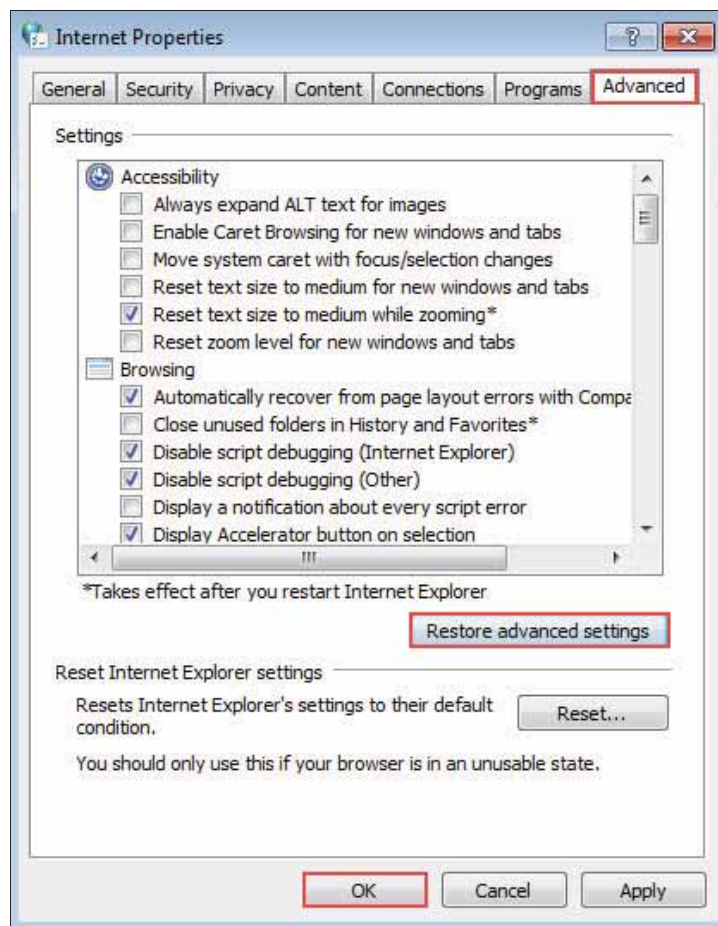 Internet Properties
General Security Privacy Content Connections Programs Advanced
Settings
Accessibility
Always expand ALT text for images
Enable Caret Browsing for new windows and tabs
Move system caret with focus/selection changes
Reset text size to medium for new windows and tabs
Reset text size to medium while zooming*
Reset zoom level for new windows and tabs
Browsing
Automatically recover from page layout errors with Compa
Close unused folders in History and Favorites*
Disable script debugging (Internet Explorer)
Disable script debugging (Other)
Display a notification about every script error
Display Accelerator button on selection
*Takes effect after you restart Internet Explorer
Restore advanced settings
Reset Internet Explorer settings
Resets Internet Explorer's settings to their default
condition.
Reset...
You should only use this if your browser is in an unusable state.
OK Cancel Apply